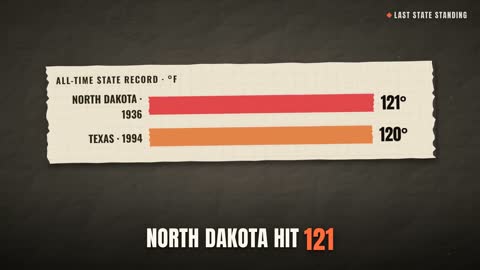 ◆ LAST STATE STANDING
ALL-TIME STATE RECORD · °F
NORTH DAKOTA ·
1936
121°
TEXAS · 1994
120°
NORTH DAKOTA HIT 121